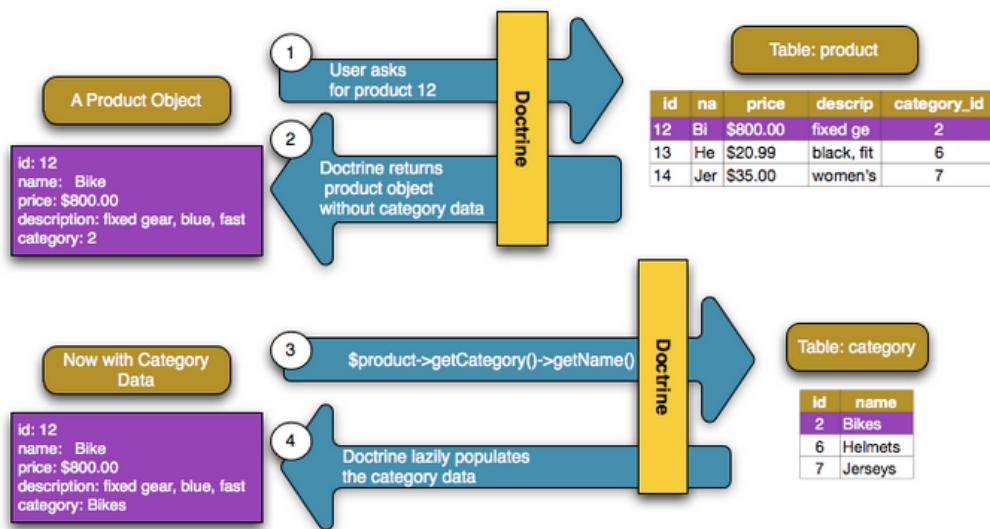 1
User asks
for product 12
Doctrine
Table: product
A Product Object
id na price descrip category_id
12 Bi $800.00 fixed ge 2
13 He $20.99 black, fit 6
14 Jer $35.00 women's 7
2
Doctrine returns
product object
without category data
id: 12
name: Bike
price: $800.00
description: fixed gear, blue, fast
category: 2
3
$product->getCategory()->getName()
Doctrine
Table: category
Now with Category
Data
id name
2 Bikes
6 Helmets
7 Jerseys
4
Doctrine lazily populates
the category data
id: 12
name: Bike
price: $800.00
description: fixed gear, blue, fast
category: Bikes